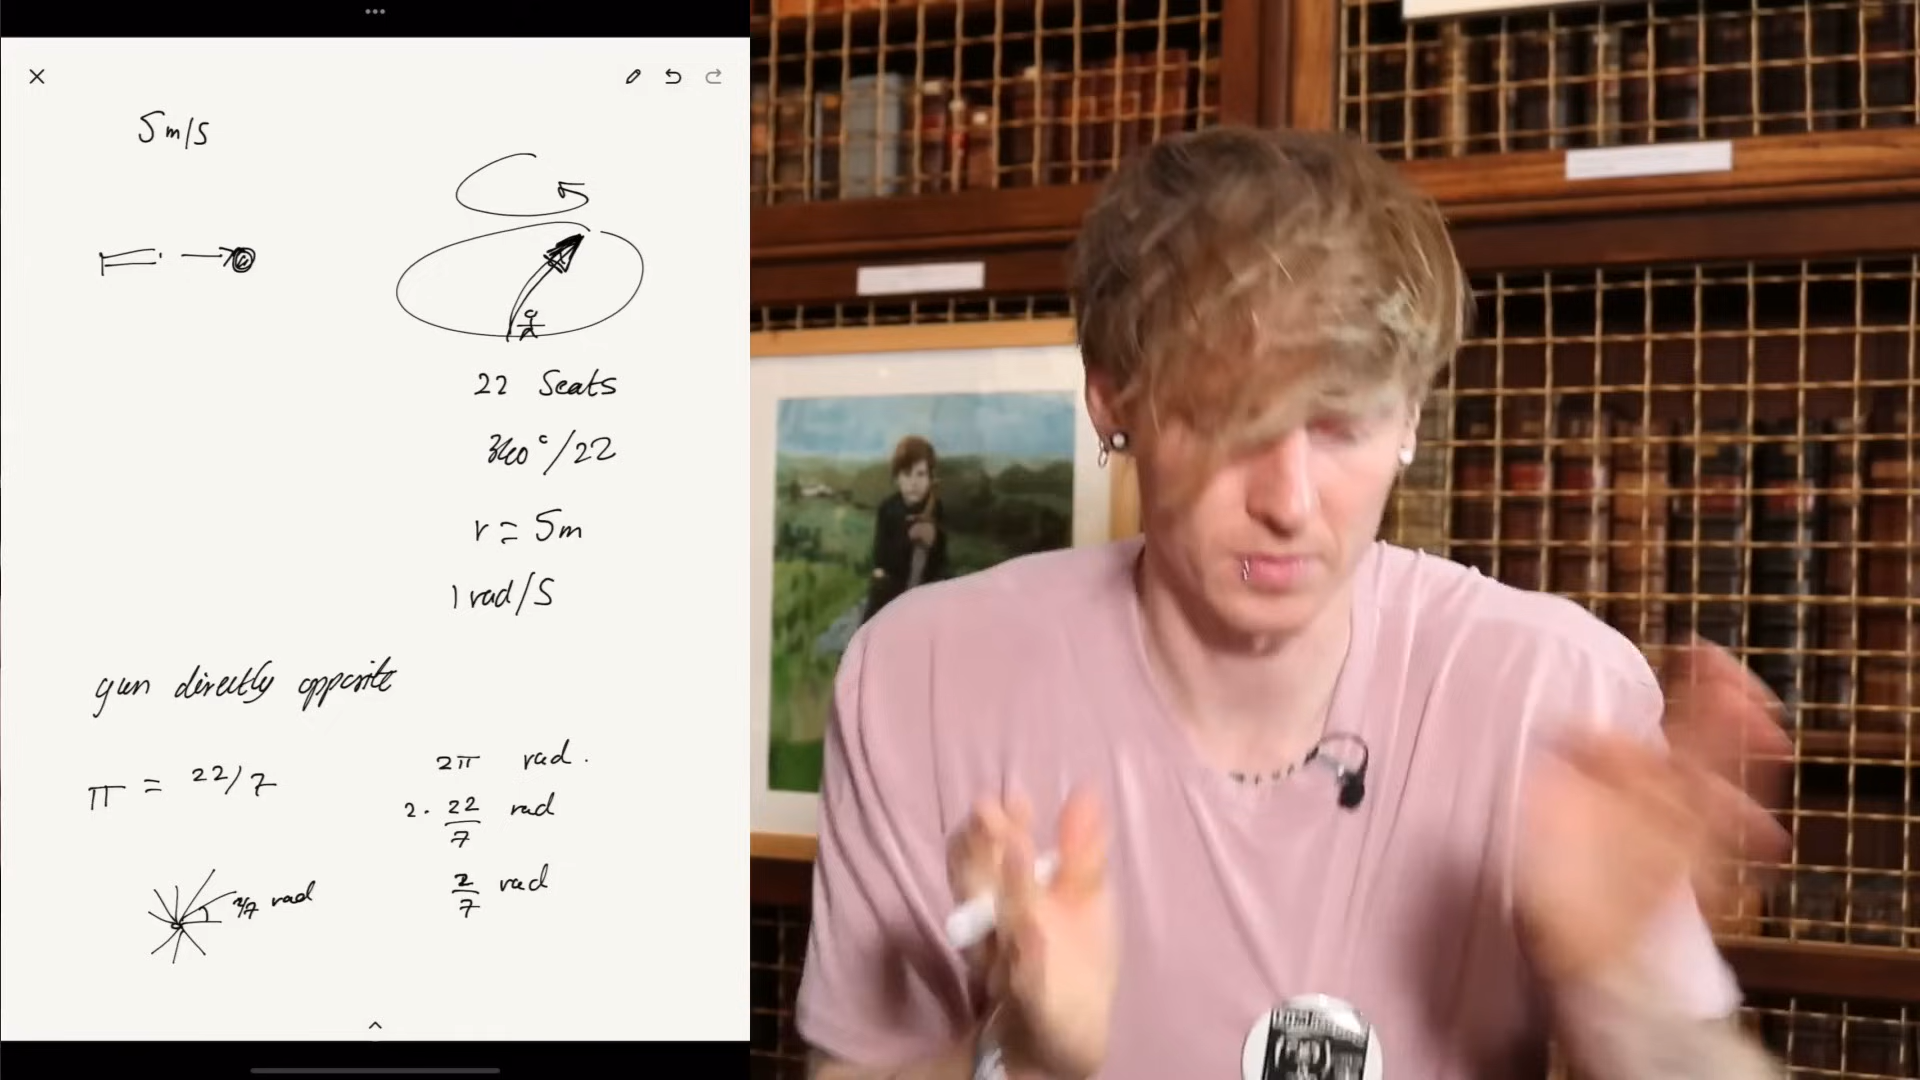 5m/s
22 Seats
360°/22
r = 5m
1 rad/s
gun directly opposite
π = 22/7
2π rad.
2. 22/7 rad
2/7 rad
2/7 rad